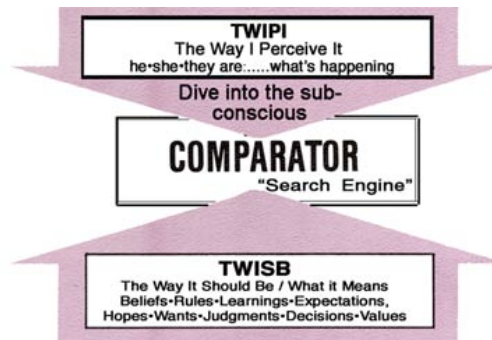 TWIPI
The Way I Perceive It
he•she•they are:.....what's happening
Dive into the sub-
conscious
COMPARATOR
"Search Engine"
TWISB
The Way It Should Be / What it Means
Beliefs•Rules•Learnings•Expectations,
Hopes•Wants•Judgments•Decisions•Values